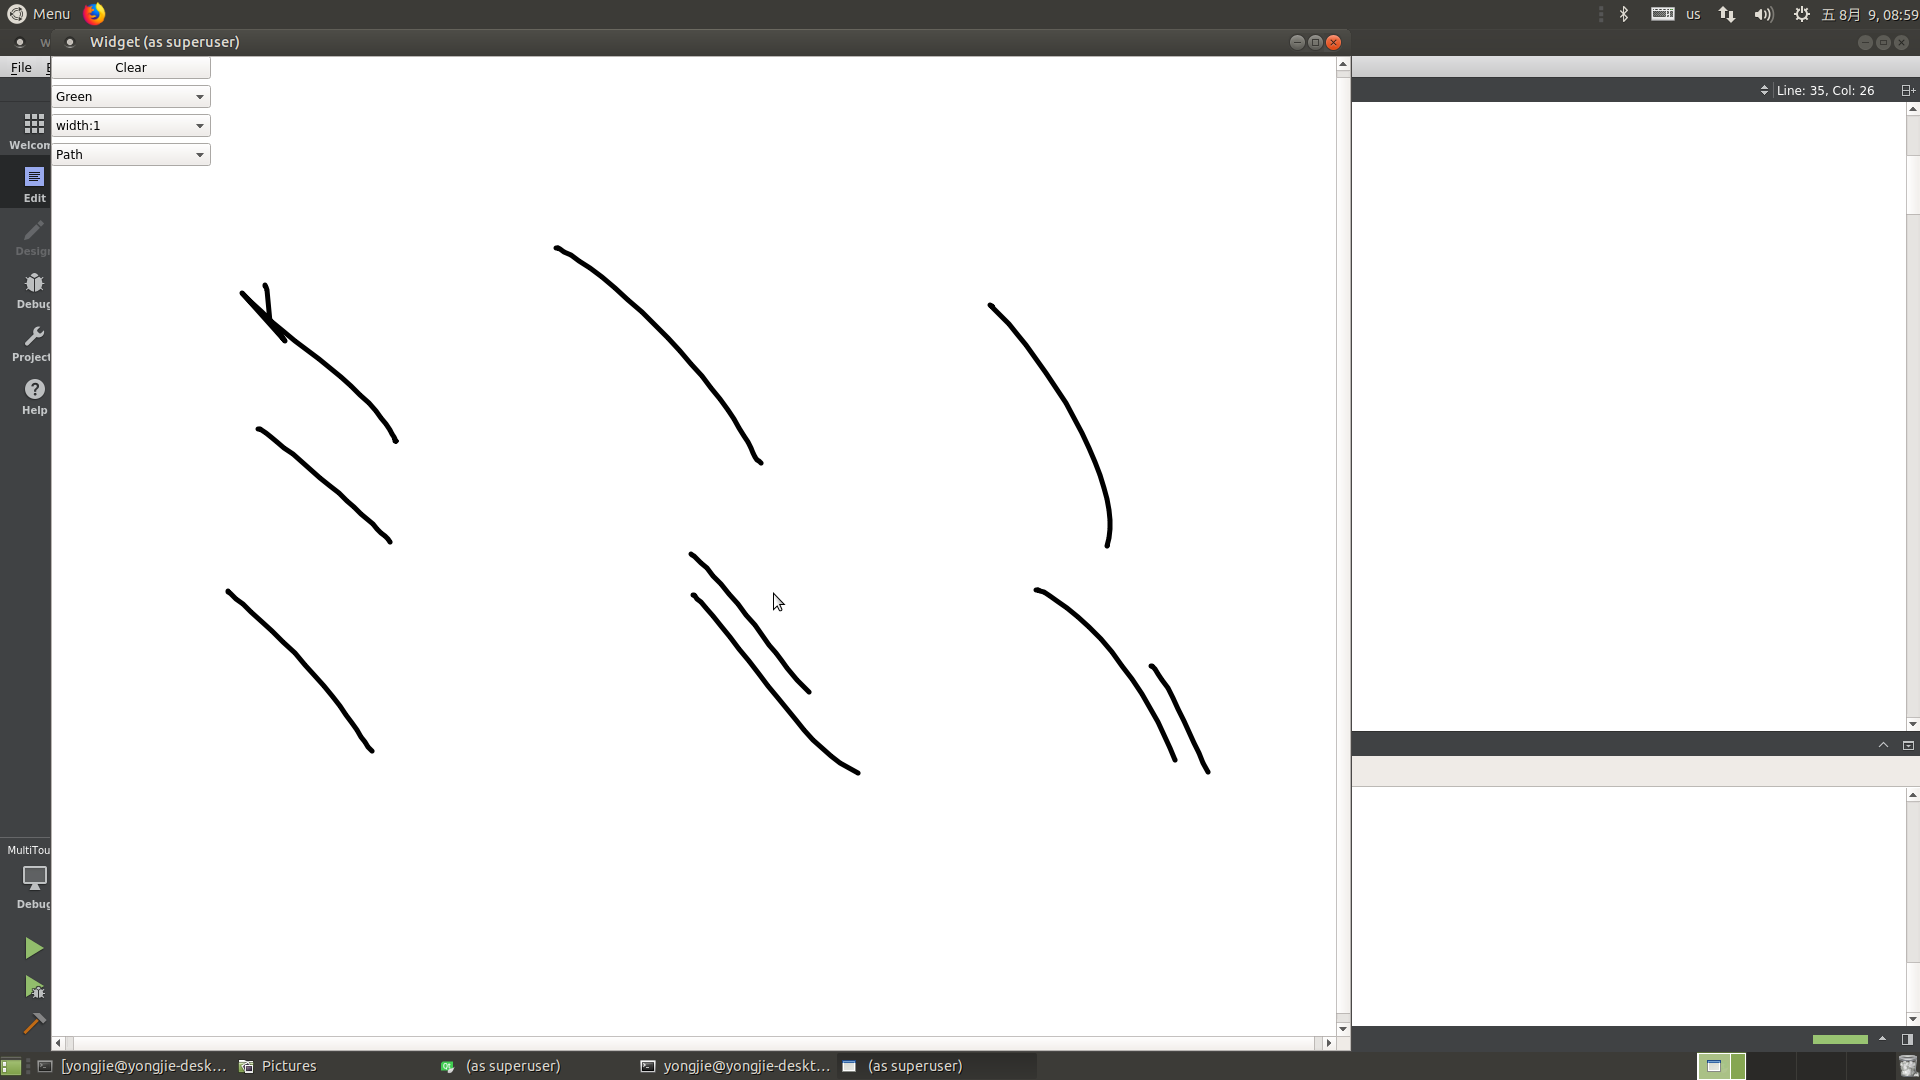 Menu
us
五 8月 9, 08:59
W
Widget (as superuser)
File
Clear
Line: 35, Col: 26
Green
width:1
Path
Welcom
Edit
Design
Debug
Project
Help
MultiTou
Debug
[yongjie@yongjie-desk...
Pictures
(as superuser)
yongjie@yongjie-deskt...
(as superuser)